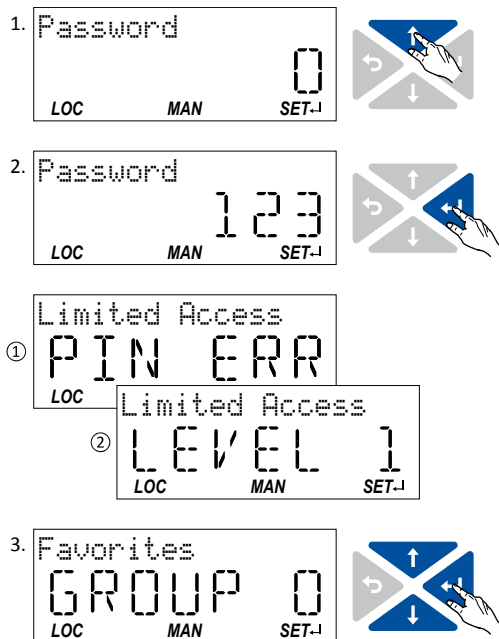 1. Password
0
LOC MAN SET↵
2. Password
123
LOC MAN SET↵
Limited Access
① PIN ERR
LOC
Limited Access
② LEVEL 1
LOC MAN SET↵
3. Favorites
GROUP 0
LOC MAN SET↵